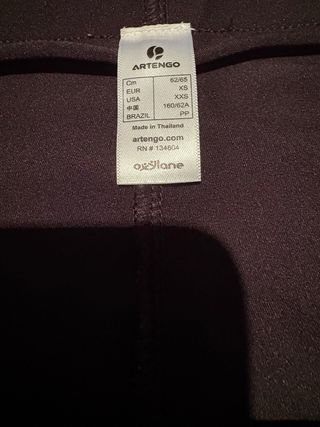 ARTENGO
Cm 62/65
EUR XS
USA XXS
中国 160/62A
BRAZIL PP
Made in Thailand
artengo.com
RN # 134604
oxylane